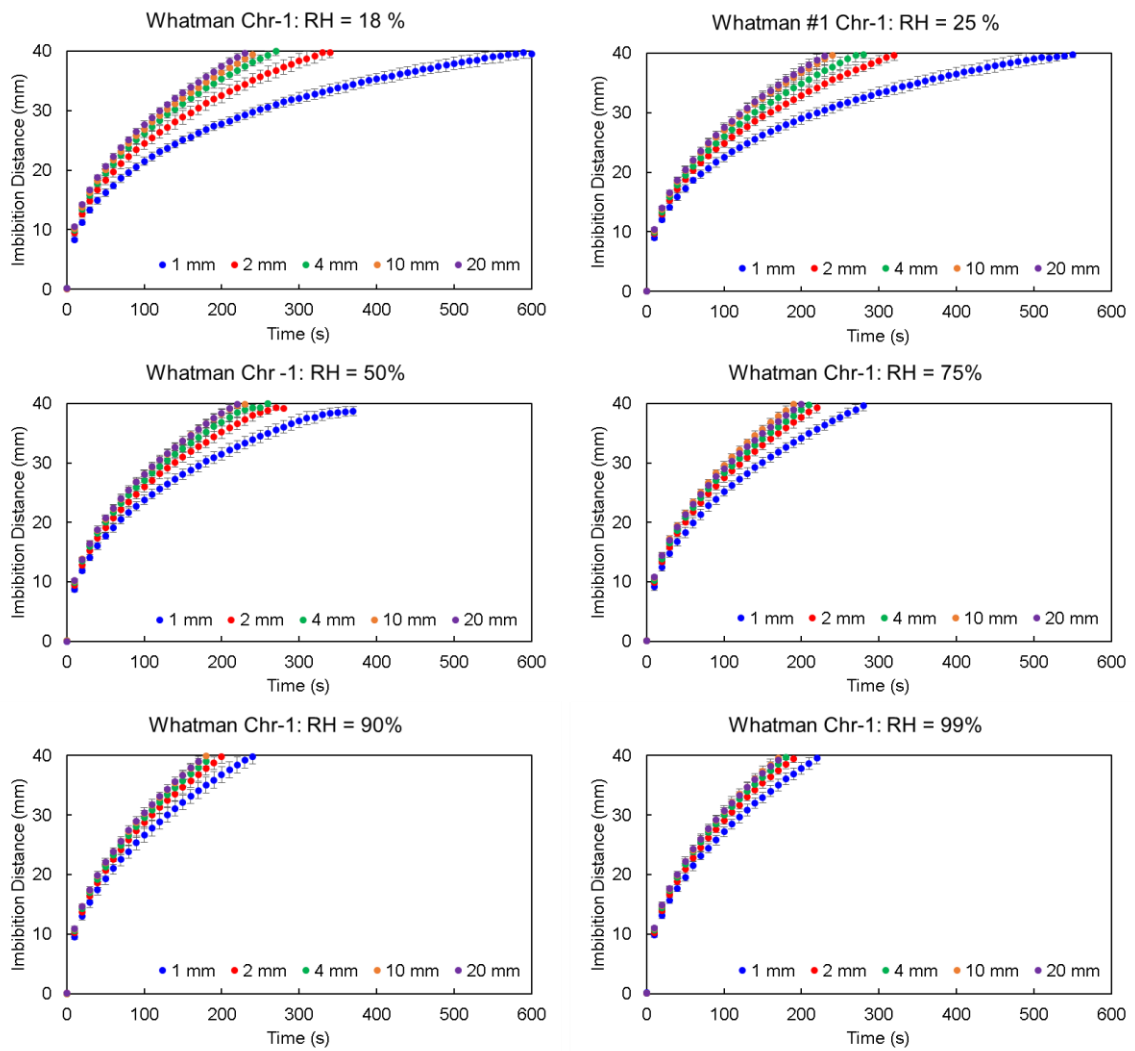 Whatman Chr-1: RH = 18 %
40
30
20
10
0
Imbibition Distance (mm)
1 mm 2 mm 4 mm 10 mm 20 mm
0 100 200 300 400 500 600
Time (s)
Whatman #1 Chr-1: RH = 25 %
40
30
20
10
0
Imbibition Distance (mm)
1 mm 2 mm 4 mm 10 mm 20 mm
0 100 200 300 400 500 600
Time (s)
Whatman Chr -1: RH = 50%
40
30
20
10
0
Imbibition Distance (mm)
1 mm 2 mm 4 mm 10 mm 20 mm
0 100 200 300 400 500 600
Time (s)
Whatman Chr-1: RH = 75%
40
30
20
10
0
Imbibition Distance (mm)
1 mm 2 mm 4 mm 10 mm 20 mm
0 100 200 300 400 500 600
Time (s)
Whatman Chr-1: RH = 90%
40
30
20
10
0
Imbibition Distance (mm)
1 mm 2 mm 4 mm 10 mm 20 mm
0 100 200 300 400 500 600
Time (s)
Whatman Chr-1: RH = 99%
40
30
20
10
0
Imbibition Distance (mm)
1 mm 2 mm 4 mm 10 mm 20 mm
0 100 200 300 400 500 600
Time (s)